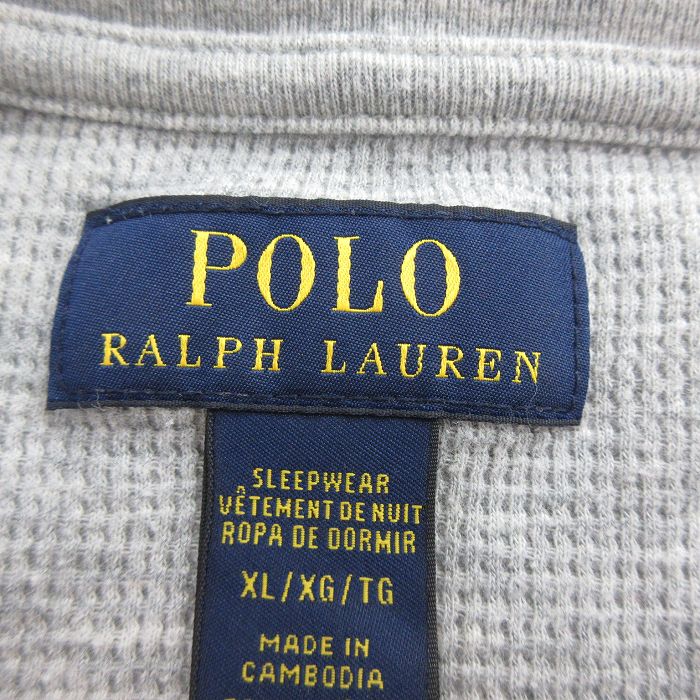 POLO
RALPH LAUREN
SLEEPWEAR
VÊTEMENT DE NUIT
ROPA DE DORMIR
XL/XG/TG
MADE IN
CAMBODIA